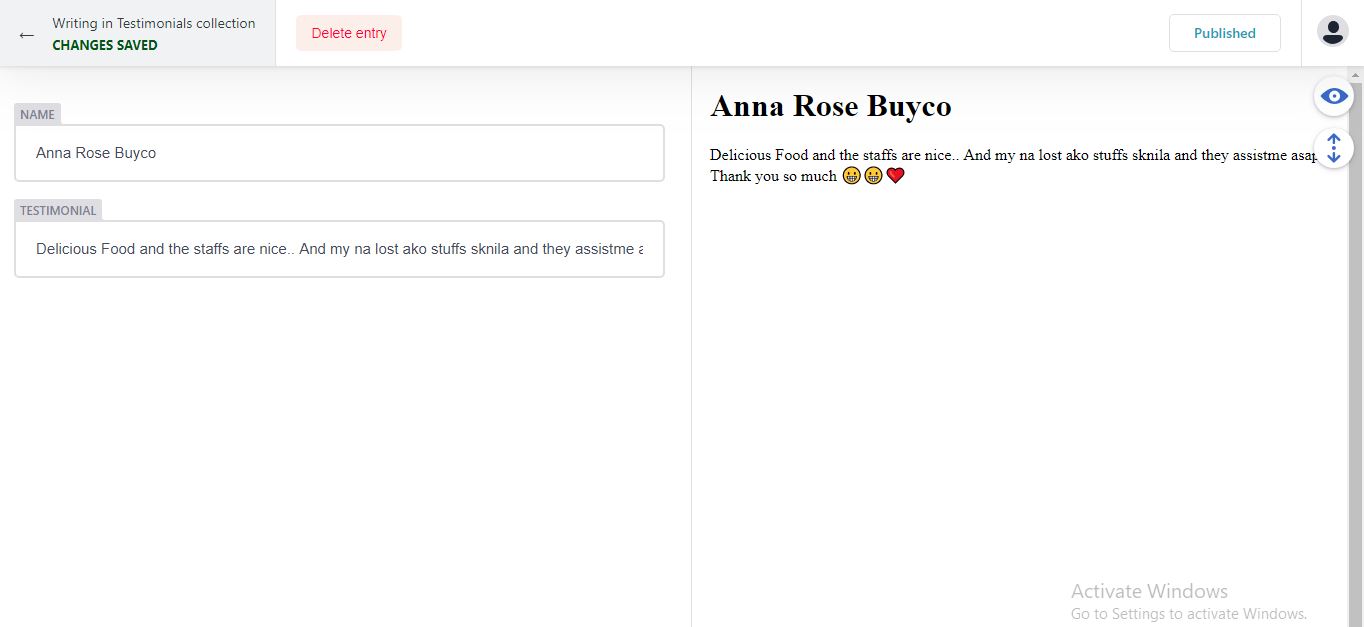 Writing in Testimonials collection
CHANGES SAVED
Delete entry
Published
NAME
Anna Rose Buyco
TESTIMONIAL
Delicious Food and the staffs are nice.. And my na lost ako stuffs sknila and they assistme a
Anna Rose Buyco
Delicious Food and the staffs are nice.. And my na lost ako stuffs sknila and they assistme asap
Thank you so much 😀😀❤️
Activate Windows
Go to Settings to activate Windows.